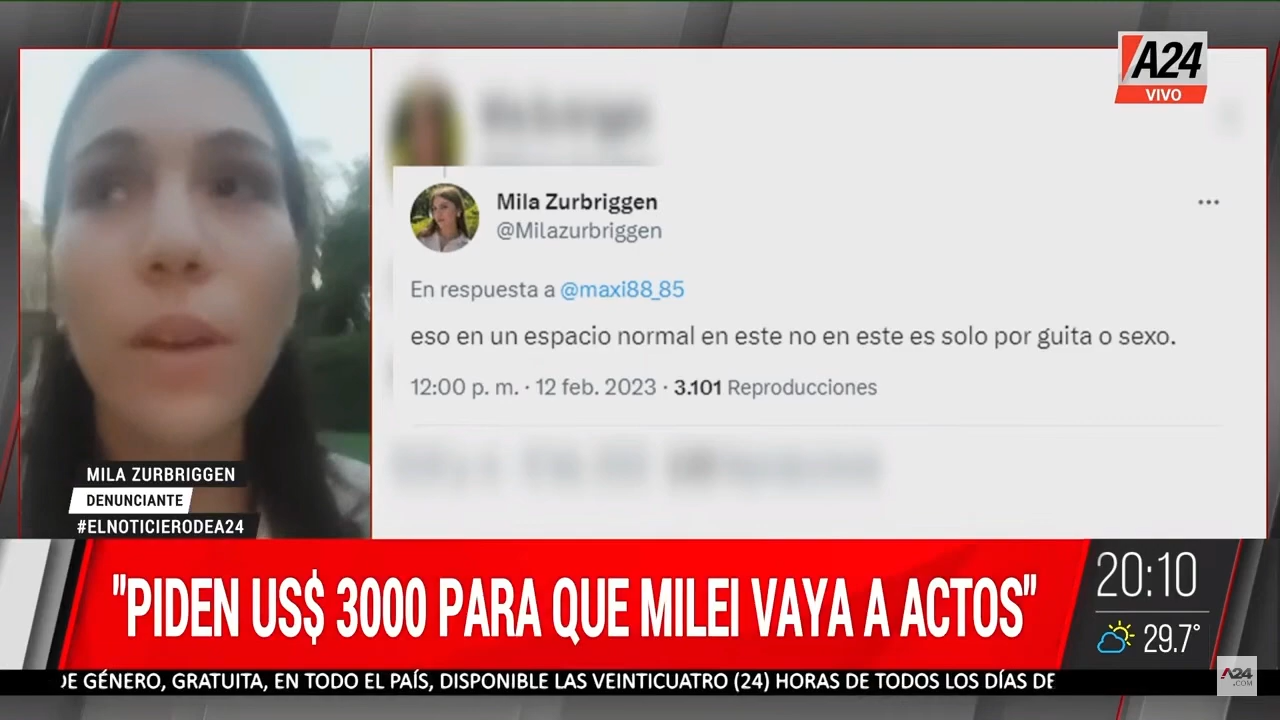 A24
VIVO
Mila Zurbriggen
@Milazurbriggen
En respuesta a @maxi88_85
eso en un espacio normal en este no en este es solo por guita o sexo.
12:00 p. m. · 12 feb. 2023 · 3.101 Reproducciones
MILA ZURBRIGGEN
DENUNCIANTE
#ELNOTICIERODEA24
"PIDEN US$ 3000 PARA QUE MILEI VAYA A ACTOS"
20:10
29.7°
DE GÉNERO, GRATUITA, EN TODO EL PAÍS, DISPONIBLE LAS VEINTICUATRO (24) HORAS DE TODOS LOS DÍAS DE
A24
.COM